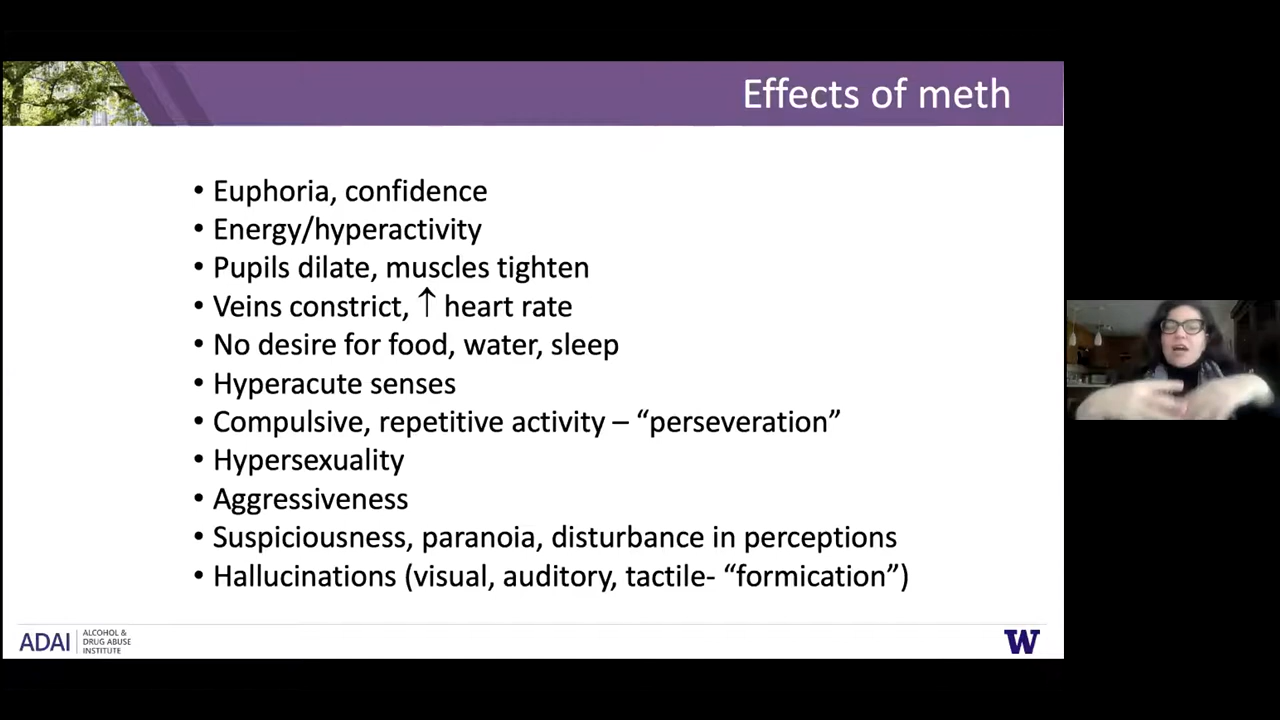 Effects of meth
• Euphoria, confidence
• Energy/hyperactivity
• Pupils dilate, muscles tighten
• Veins constrict, ↑ heart rate
• No desire for food, water, sleep
• Hyperacute senses
• Compulsive, repetitive activity – “perseveration”
• Hypersexuality
• Aggressiveness
• Suspiciousness, paranoia, disturbance in perceptions
• Hallucinations (visual, auditory, tactile- “formication”)
ADAI
ALCOHOL &
DRUG ABUSE
INSTITUTE
W